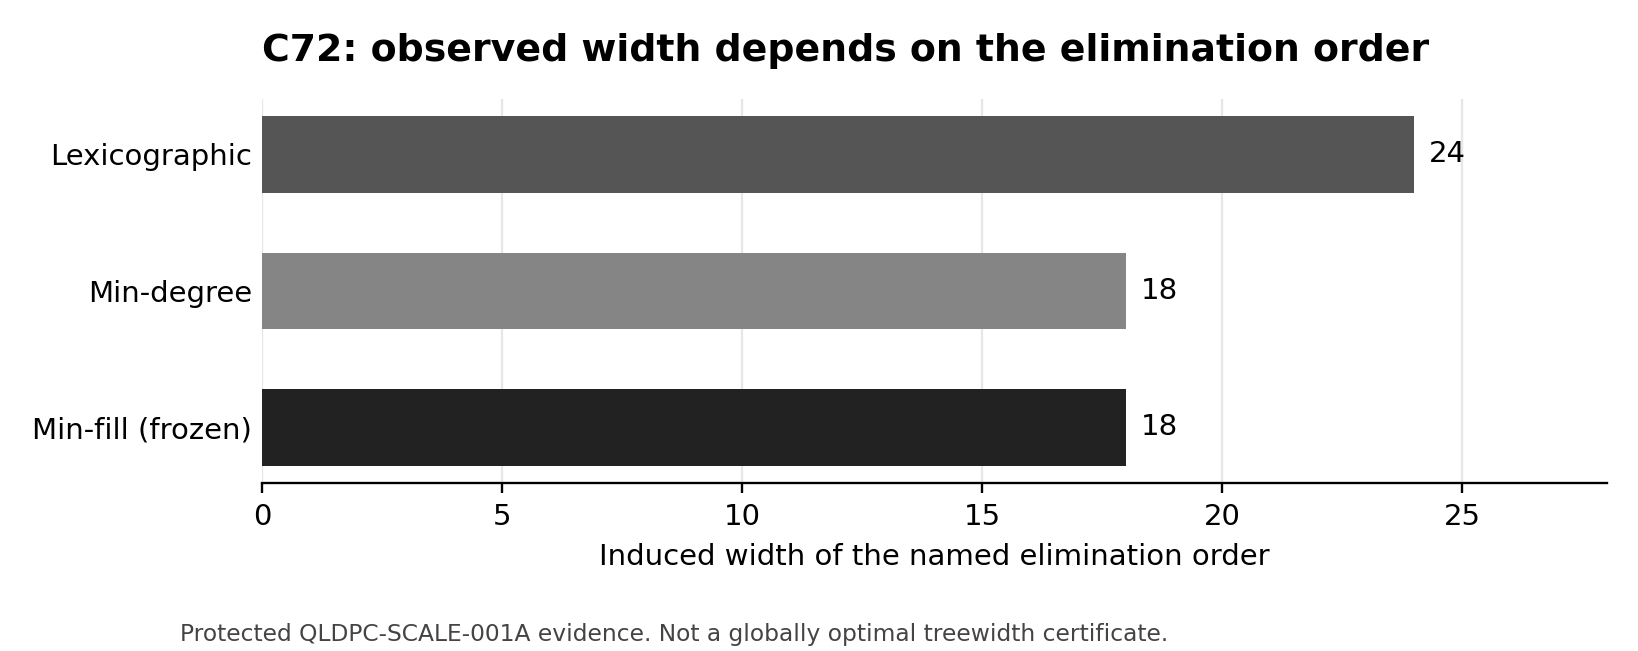 C72: observed width depends on the elimination order
Lexicographic
24
Min-degree
18
Min-fill (frozen)
18
0 5 10 15 20 25
Induced width of the named elimination order
Protected QLDPC-SCALE-001A evidence. Not a globally optimal treewidth certificate.